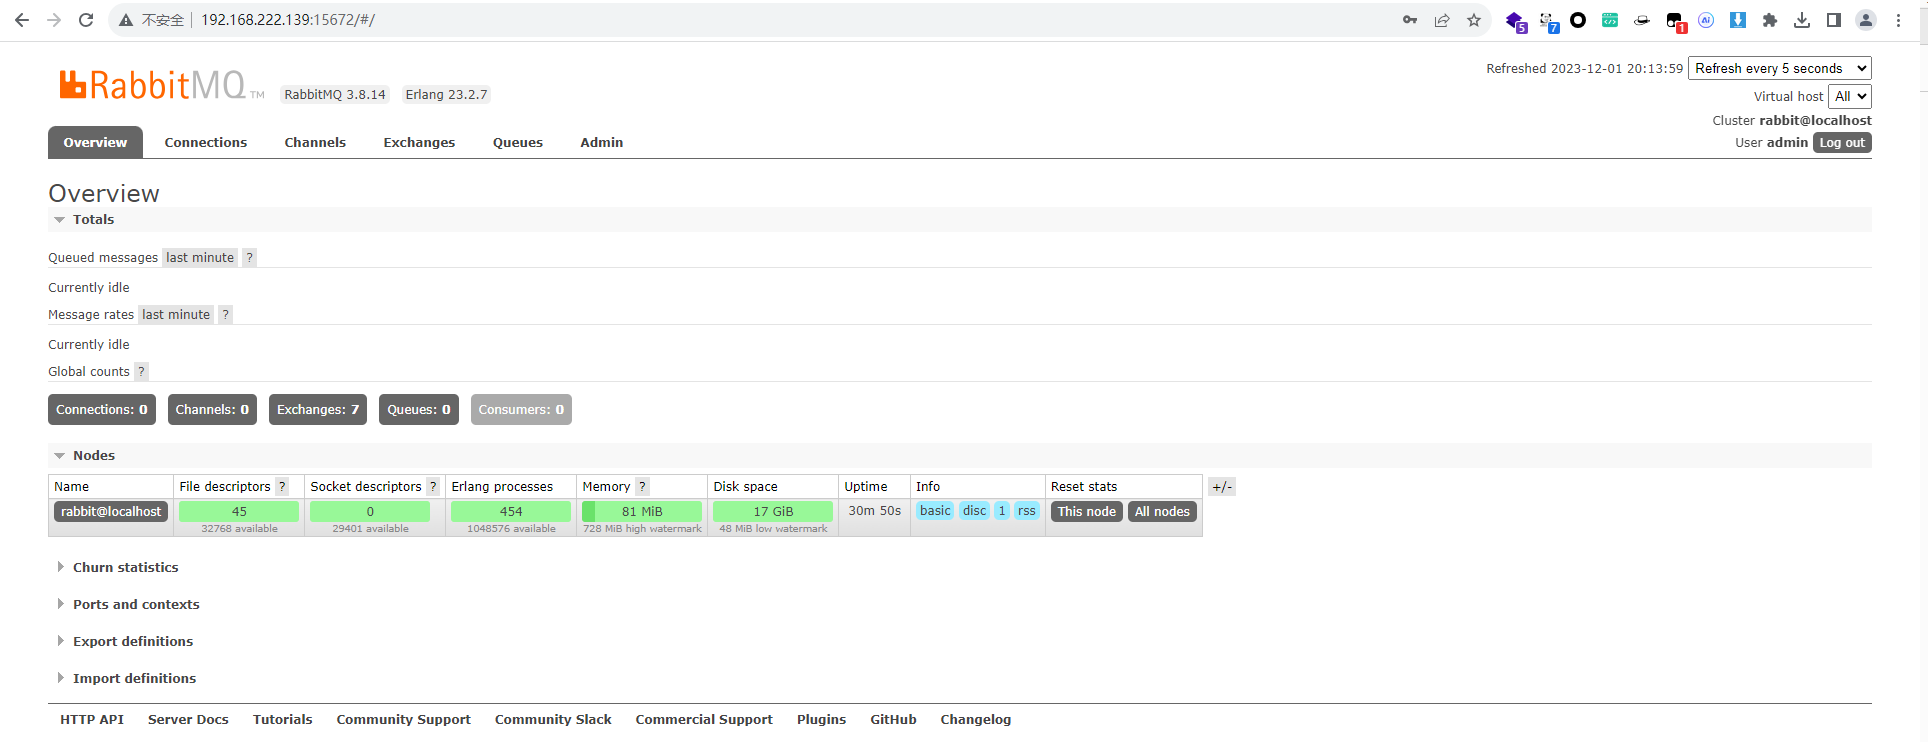 不安全 192.168.222.139:15672/#/
5 7 Ai 1
RabbitMQ TM RabbitMQ 3.8.14 Erlang 23.2.7
Refreshed 2023-12-01 20:13:59 Refresh every 5 seconds
Virtual host All
Cluster rabbit@localhost
User admin Log out
Overview Connections Channels Exchanges Queues Admin
Overview
Totals
Queued messages last minute ?
Currently idle
Message rates last minute ?
Currently idle
Global counts ?
Connections: 0 Channels: 0 Exchanges: 7 Queues: 0 Consumers: 0
Nodes
Name File descriptors ? Socket descriptors ? Erlang processes Memory ? Disk space Uptime Info Reset stats +/-
rabbit@localhost 45 0 454 81 MiB 17 GiB 30m 50s basic disc 1 rss This node All nodes
32768 available 29401 available 1048576 available 728 MiB high watermark 48 MiB low watermark
Churn statistics
Ports and contexts
Export definitions
Import definitions
HTTP API Server Docs Tutorials Community Support Community Slack Commercial Support Plugins GitHub Changelog